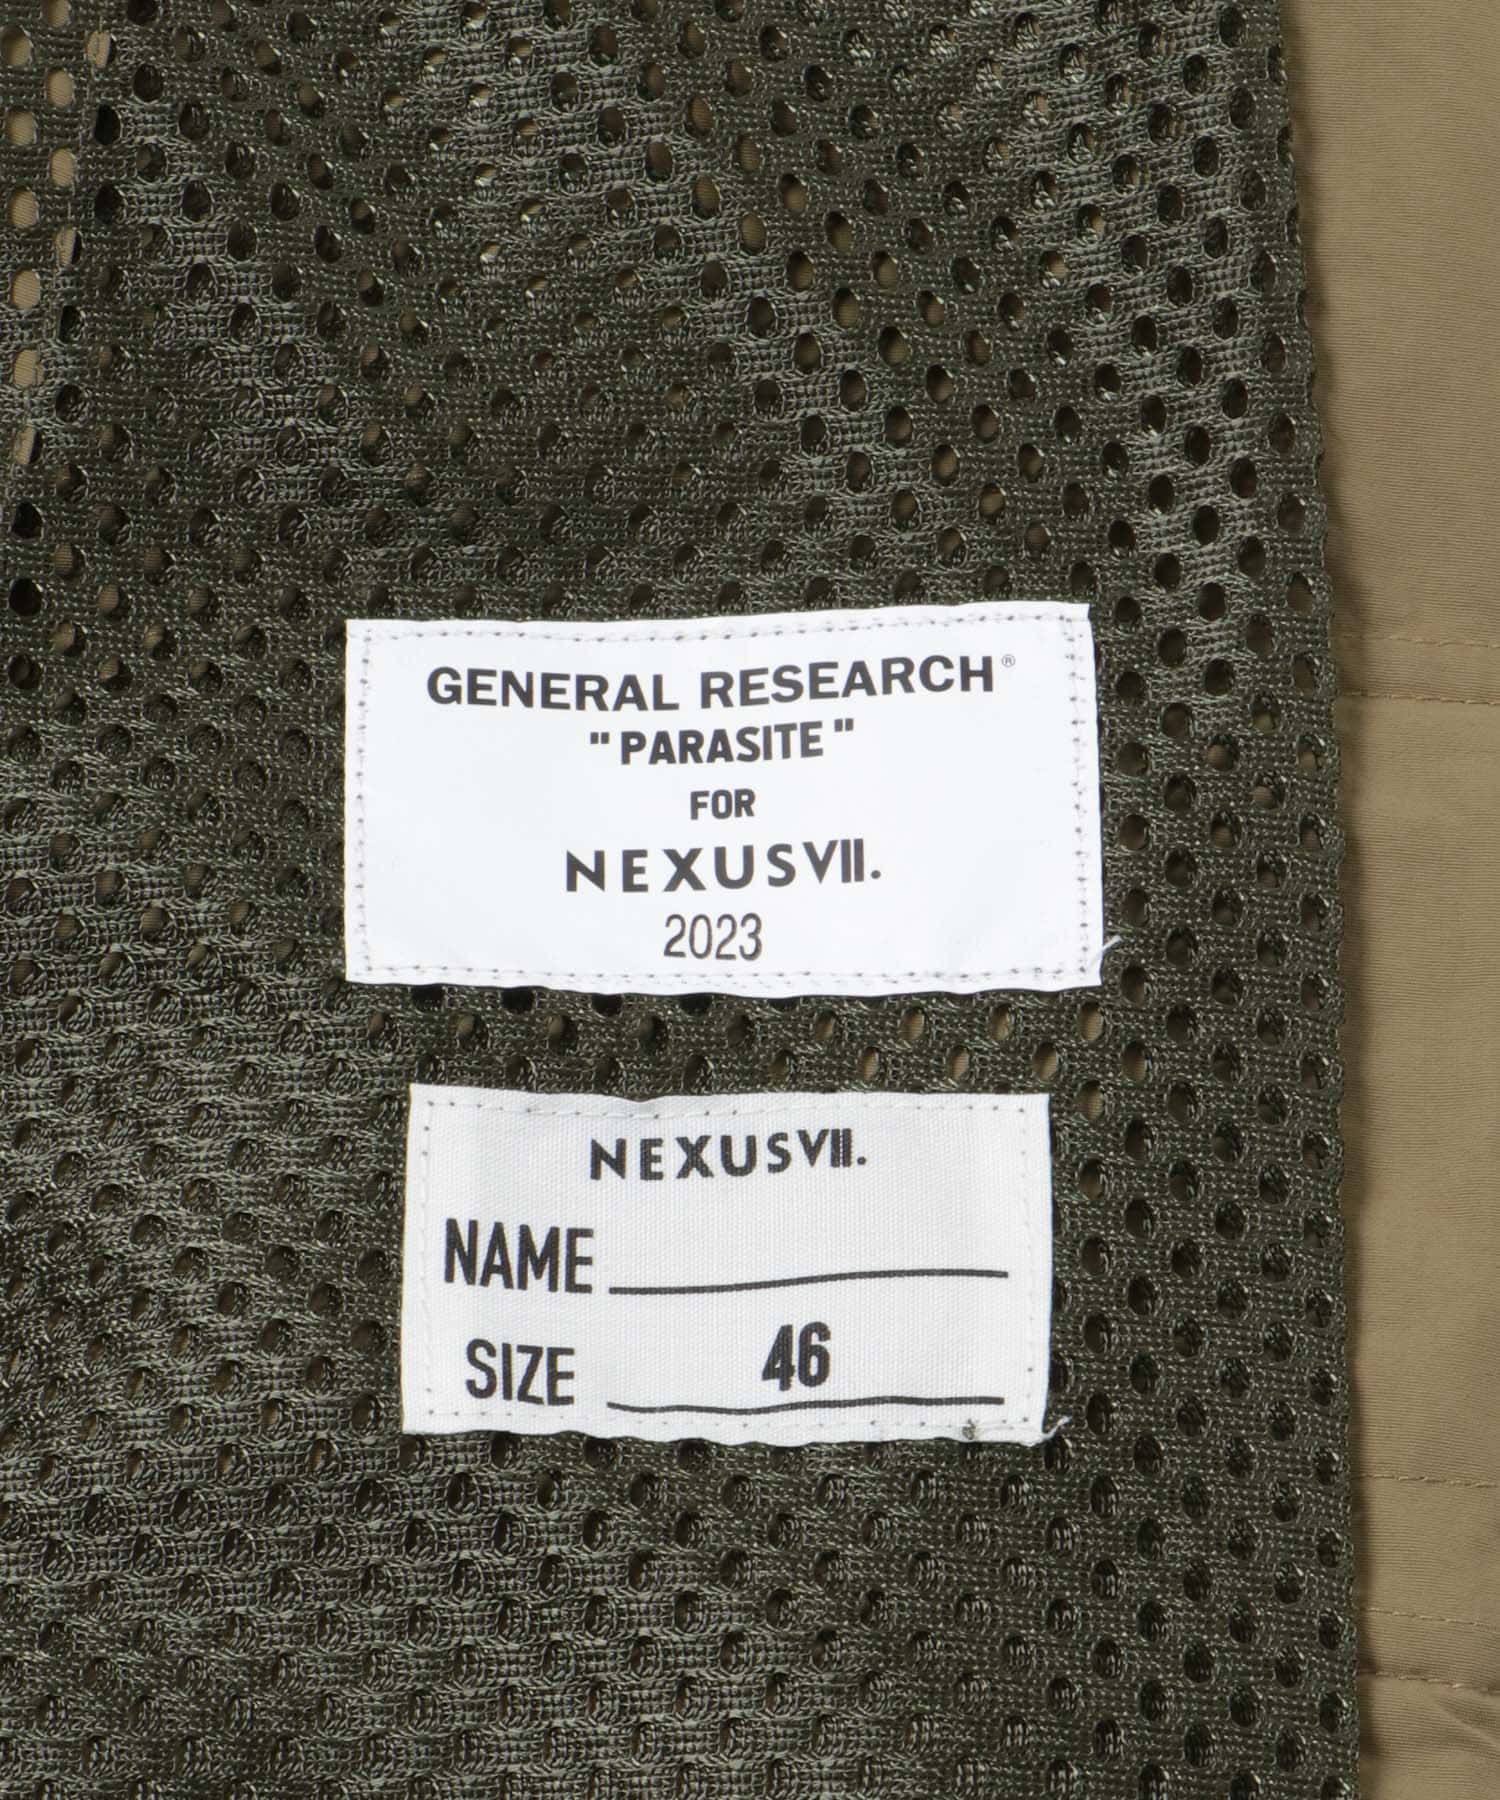 GENERAL RESEARCH®
"PARASITE"
FOR
NEXUSVII.
2023
NEXUSVII.
NAME
SIZE 46